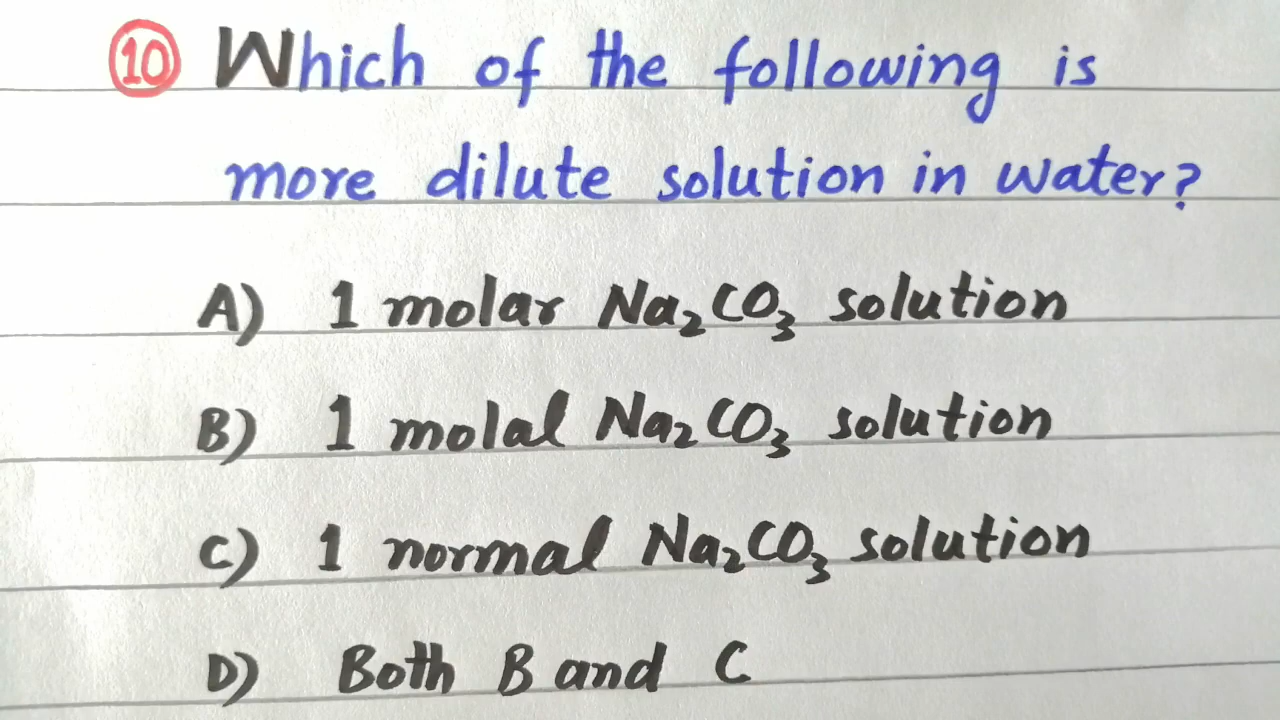 10 Which of the following is
more dilute solution in water?
A) 1 molar Na₂CO₃ solution
B) 1 molal Na₂CO₃ solution
C) 1 normal Na₂CO₃ solution
D) Both B and C